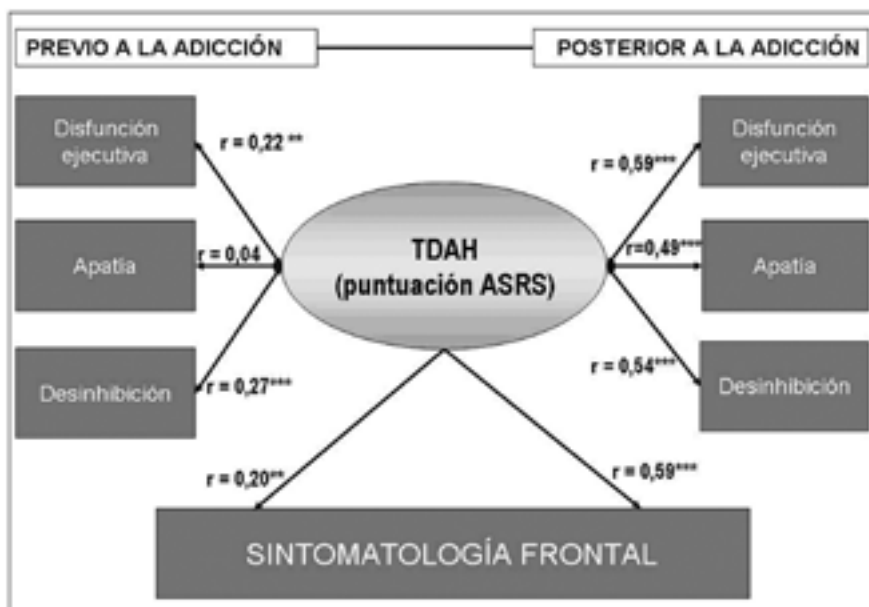 PREVIO A LA ADICCIÓN
POSTERIOR A LA ADICCIÓN
Disfunción
ejecutiva
r = 0,22 **
Apatía
r = 0,04
Desinhibición
r = 0,27***
TDAH
(puntuación ASRS)
Disfunción
ejecutiva
r = 0,59***
Apatía
r=0,49***
Desinhibición
r = 0,54***
r = 0,20**
r = 0,59***
SINTOMATOLOGÍA FRONTAL